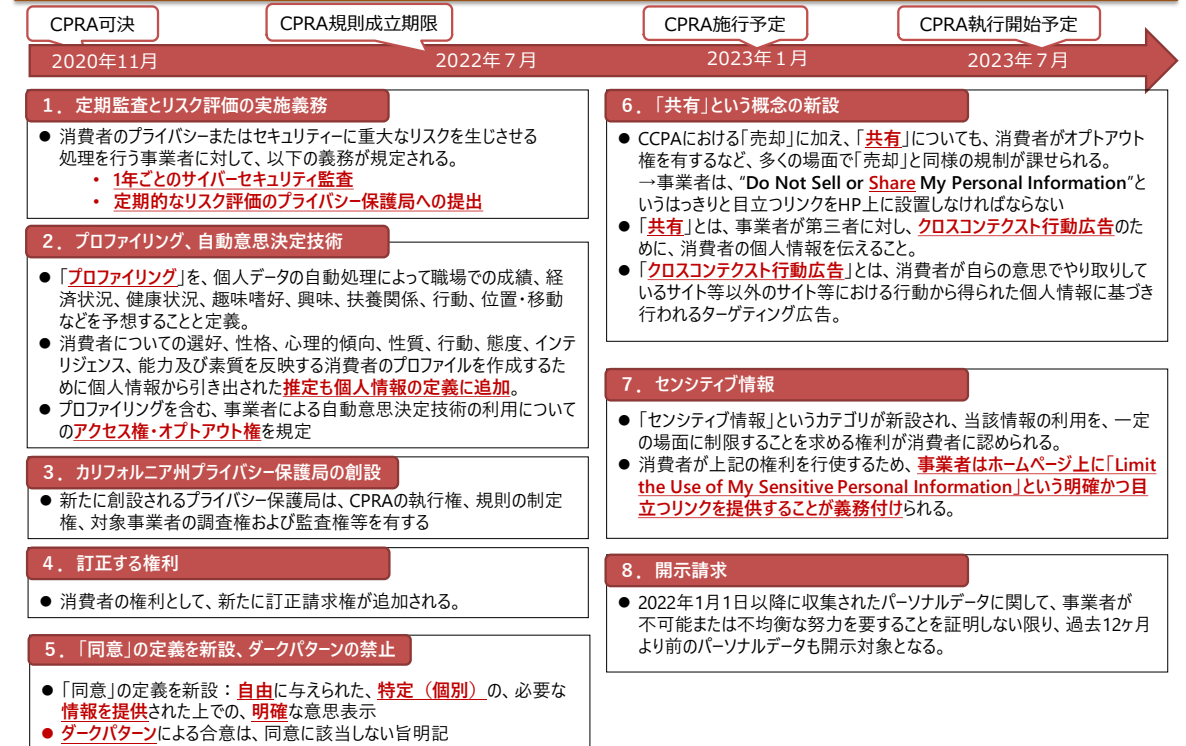 CPRA可決
CPRA規則成立期限
CPRA施行予定
CPRA執行開始予定
2020年11月
2022年７月
2023年１月
2023年７月
１．定期監査とリスク評価の実施義務
● 消費者のプライバシーまたはセキュリティーに重大なリスクを生じさせる
処理を行う事業者に対して、以下の義務が規定される。
• 1年ごとのサイバーセキュリティ監査
• 定期的なリスク評価のプライバシー保護局への提出
２．プロファイリング、自動意思決定技術
● 「プロファイリング」を、個人データの自動処理によって職場での成績、経
済状況、健康状況、趣味嗜好、興味、扶養関係、行動、位置・移動
などを予想することと定義。
● 消費者についての選好、性格、心理的傾向、性質、行動、態度、インテ
リジェンス、能力及び素質を反映する消費者のプロファイルを作成するた
めに個人情報から引き出された推定も個人情報の定義に追加。
● プロファイリングを含む、事業者による自動意思決定技術の利用について
のアクセス権・オプトアウト権を規定
３．カリフォルニア州プライバシー保護局の創設
● 新たに創設されるプライバシー保護局は、CPRAの執行権、規則の制定
権、対象事業者の調査権および監査権等を有する
４．訂正する権利
● 消費者の権利として、新たに訂正請求権が追加される。
５．「同意」の定義を新設、ダークパターンの禁止
● 「同意」の定義を新設：自由に与えられた、特定（個別）の、必要な
情報を提供された上での、明確な意思表示
● ダークパターンによる合意は、同意に該当しない旨明記
６．「共有」という概念の新設
● CCPAにおける「売却」に加え、「共有」についても、消費者がオプトアウト
権を有するなど、多くの場面で「売却」と同様の規制が課せられる。
→事業者は、“Do Not Sell or Share My Personal Information”と
いうはっきりと目立つリンクをHP上に設置しなければならない
● 「共有」とは、事業者が第三者に対し、クロスコンテクスト行動広告のた
めに、消費者の個人情報を伝えること。
● 「クロスコンテクスト行動広告」とは、消費者が自らの意思でやり取りして
いるサイト等以外のサイト等における行動から得られた個人情報に基づき
行われるターゲティング広告。
７．センシティブ情報
● 「センシティブ情報」というカテゴリが新設され、当該情報の利用を、一定
の場面に制限することを求める権利が消費者に認められる。
● 消費者が上記の権利を行使するため、事業者はホームページ上に「Limit
the Use of My Sensitive Personal Information」という明確かつ目
立つリンクを提供することが義務付けられる。
８．開示請求
● 2022年1月1日以降に収集されたパーソナルデータに関して、事業者が
不可能または不均衡な努力を要することを証明しない限り、過去12ヶ月
より前のパーソナルデータも開示対象となる。